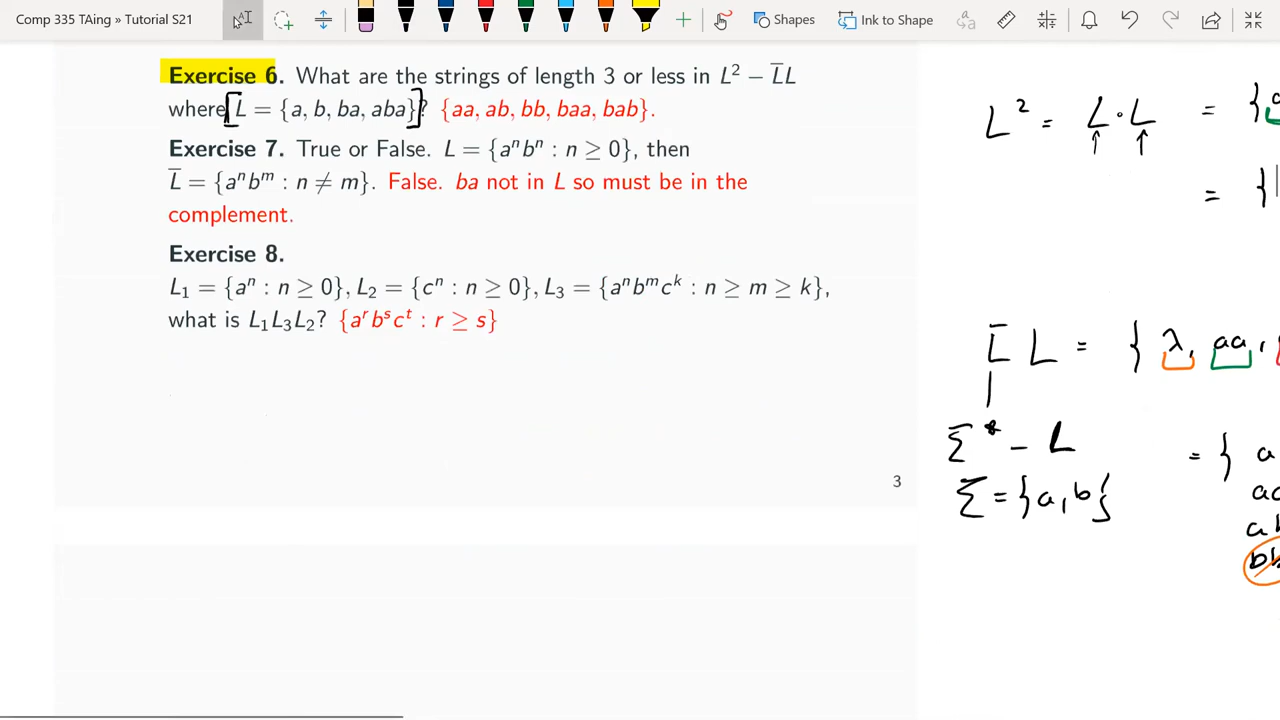 Comp 335 TAing » Tutorial S21
Shapes
Ink to Shape
Exercise 6. What are the strings of length 3 or less in L² − L̅L
where L = {a, b, ba, aba}? {aa, ab, bb, baa, bab}.
Exercise 7. True or False. L = {aⁿbⁿ : n ≥ 0}, then
L̅ = {aⁿbᵐ : n ≠ m}. False. ba not in L so must be in the
complement.
Exercise 8.
L₁ = {aⁿ : n ≥ 0}, L₂ = {cⁿ : n ≥ 0}, L₃ = {aⁿbᵐcᵏ : n ≥ m ≥ k},
what is L₁L₃L₂? {aʳbˢcᵗ : r ≥ s}
3
L² = L · L = {
= {
L̅ L = { λ, aa,
Σ* − L = { a
Σ = {a, b}